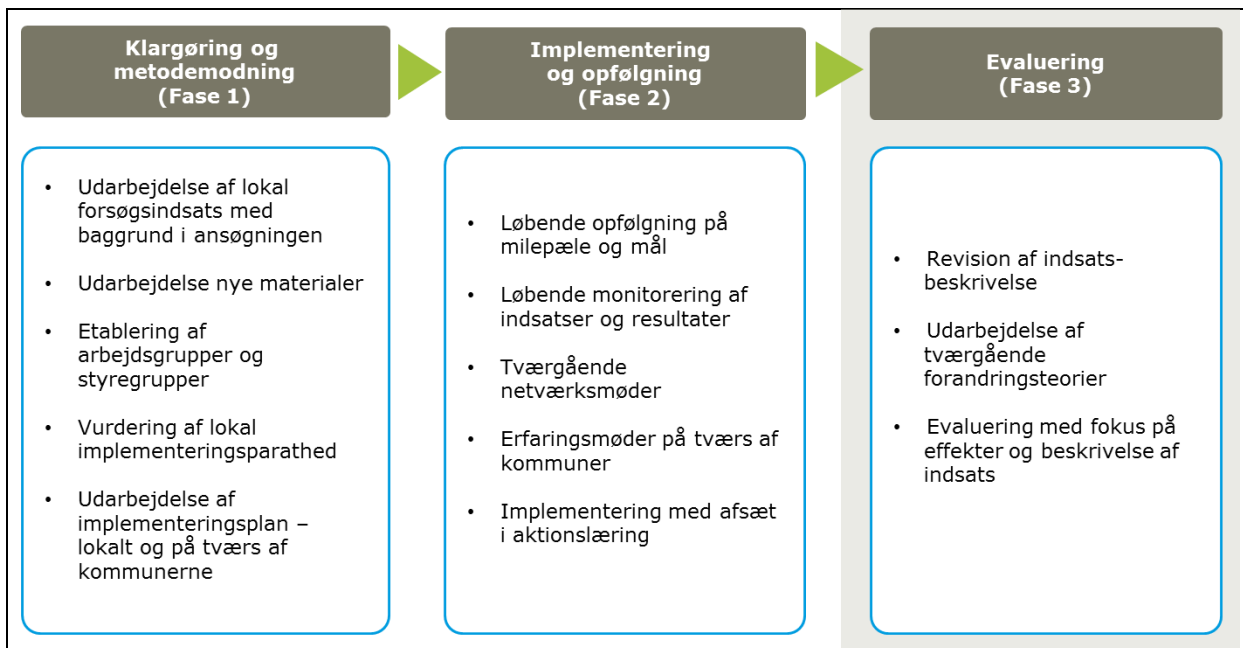 Klargøring og
metodemodning
(Fase 1)
Implementering
og opfølgning
(Fase 2)
Evaluering
(Fase 3)
• Udarbejdelse af lokal
forsøgsindsats med
baggrund i ansøgningen
• Udarbejdelse nye materialer
• Etablering af
arbejdsgrupper og
styregrupper
• Vurdering af lokal
implementeringsparathed
• Udarbejdelse af
implementeringsplan –
lokalt og på tværs af
kommunerne
• Løbende opfølgning på
milepæle og mål
• Løbende monitorering af
indsatser og resultater
• Tværgående
netværksmøder
• Erfaringsmøder på tværs af
kommuner
• Implementering med afsæt
i aktionslæring
• Revision af indsats-
beskrivelse
• Udarbejdelse af
tværgående
forandringsteorier
• Evaluering med fokus på
effekter og beskrivelse af
indsats